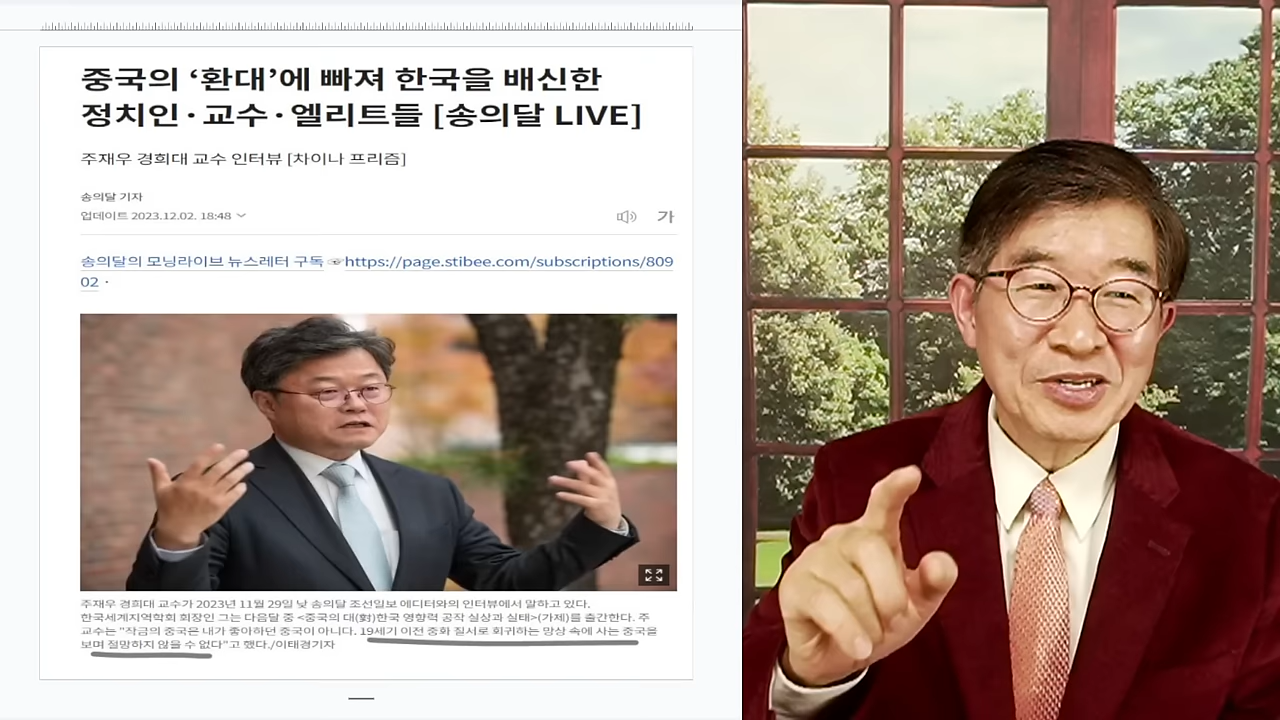 중국의 ‘환대’에 빠져 한국을 배신한
정치인·교수·엘리트들 [송의달 LIVE]
주재우 경희대 교수 인터뷰 [차이나 프리즘]
송의달 기자
업데이트 2023.12.02. 18:48
가
송의달의 모닝라이브 뉴스레터 구독 ☞https://page.stibee.com/subscriptions/809
02 ·
주재우 경희대 교수가 2023년 11월 29일 낮 송의달 조선일보 에디터와의 인터뷰에서 말하고 있다.
한국세계지역학회 회장인 그는 다음달 중 <중국의 대(對)한국 영향력 공작 실상과 실태>(가제)를 출간한다. 주
교수는 "작금의 중국은 내가 좋아하던 중국이 아니다. 19세기 이전 중화 질서로 회귀하는 망상 속에 사는 중국을
보며 절망하지 않을 수 없다"고 했다./이태경기자